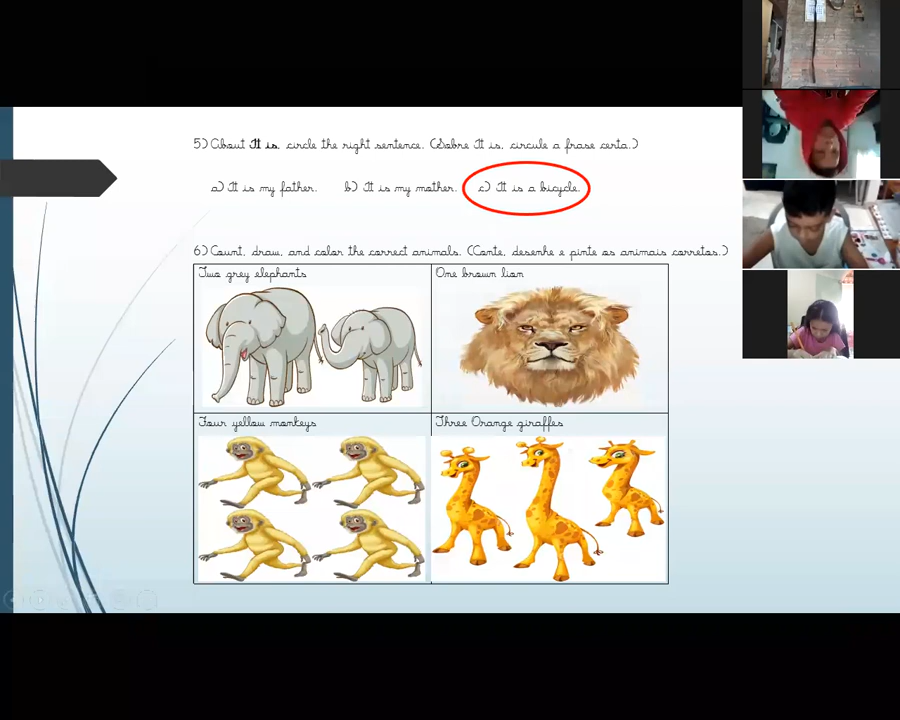 5) About It is, circle the right sentence. (Sobre It is, circule a frase certa.)
a) It is my father. b) It is my mother. c) It is a bicycle.
6) Count, draw, and color the correct animals. (Conte, desenhe e pinte os animais corretos.)
Two grey elephants
One brown lion
Four yellow monkeys
Three Orange giraffes